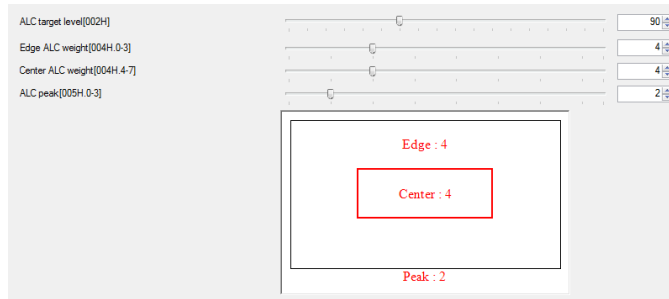 ALC target level[002H] 90
Edge ALC weight[004H.0-3] 4
Center ALC weight[004H.4-7] 4
ALC peak[005H.0-3] 2
Edge : 4
Center : 4
Peak : 2